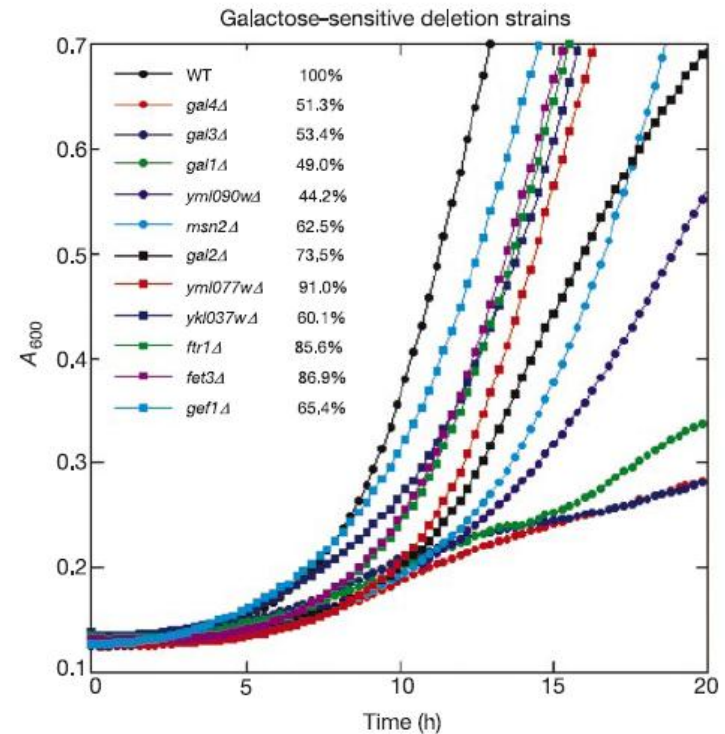 Galactose–sensitive deletion strains
0.7
WT 100%
gal4Δ 51.3%
gal3Δ 53.4%
gal1Δ 49.0%
yml090wΔ 44.2%
msn2Δ 62.5%
gal2Δ 73.5%
yml077wΔ 91.0%
ykl037wΔ 60.1%
ftr1Δ 85.6%
fet3Δ 86.9%
gef1Δ 65.4%
0.6
0.5
A600
0.4
0.3
0.2
0.1
0 5 10 15 20
Time (h)